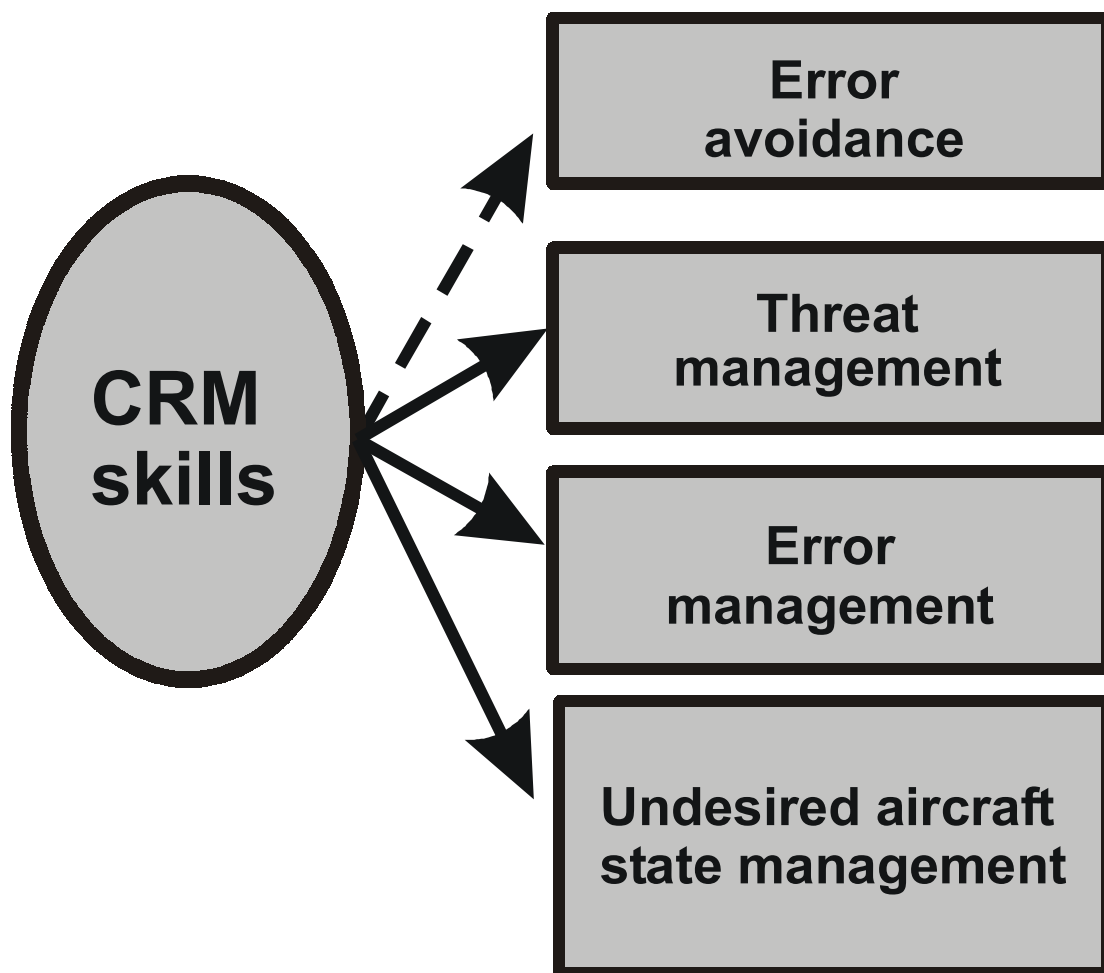 Error
avoidance
Threat
management
CRM
skills
Error
management
Undesired aircraft
state management